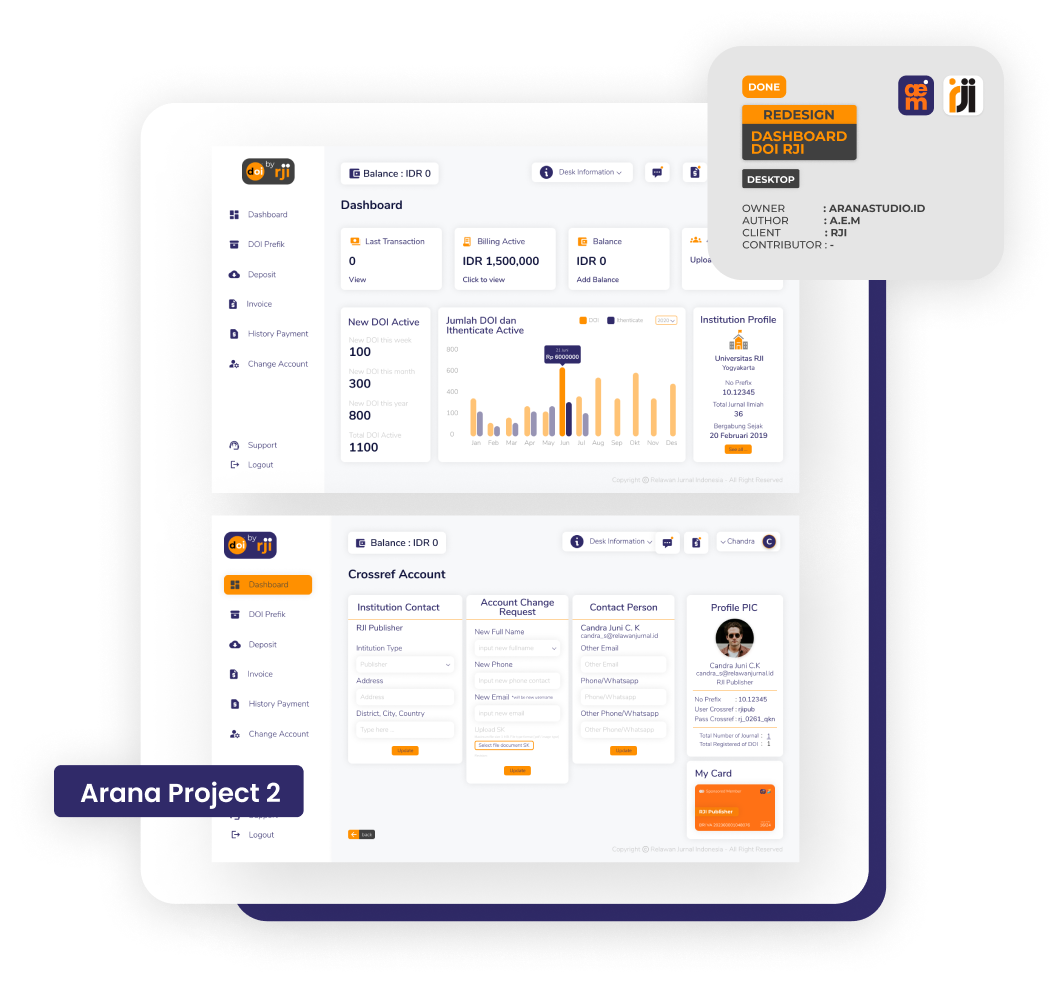 DONE
REDESIGN
DASHBOARD
DOI RJI
DESKTOP
OWNER : ARANASTUDIO.ID
AUTHOR : A.E.M
CLIENT : RJI
CONTRIBUTOR : -
æm
rji
doi by rji
Balance : IDR 0
Desk Information
Dashboard
DOI Prefik
Deposit
Invoice
History Payment
Change Account
Support
Logout
Dashboard
Last Transaction
0
View
Billing Active
IDR 1,500,000
Click to view
Balance
IDR 0
Add Balance
New DOI Active
New DOI this week
100
New DOI this month
300
New DOI this year
800
Total DOI Active
1100
Jumlah DOI dan
Ithenticate Active
DOI
Ithenticate
2020
800
600
400
100
0
21 Juni
Rp 6000000
Jan Feb Mar Apr May Jun Jul Aug Sep Okt Nov Des
Institution Profile
Universitas RJI
Yogyakarta
No Prefix
10.12345
Total Jurnal Ilmiah
36
Bergabung Sejak
20 Februari 2019
See all
Copyright © Relawan Jurnal Indonesia - All Right Reserved
doi by rji
Balance : IDR 0
Desk Information
Chandra
C
Dashboard
DOI Prefik
Deposit
Invoice
History Payment
Change Account
Logout
Crossref Account
Institution Contact
RJI Publisher
Intitution Type
Publisher
Address
Address
District, City, Country
Type here ..
Update
Account Change
Request
New Full Name
Input new fullname
New Phone
Input new phone contact
New Email *will be new username
Input new email
Upload SK
Select file document SK
Update
Contact Person
Candra Juni C. K
candra_s@relawanjurnal.id
Other Email
Other Email
Phone/Whatsapp
Phone/Whatsapp
Other Phone/Whatsapp
Other Phone/Whatsapp
Update
Profile PIC
Candra Juni C.K
candra_s@relawanjurnal.id
RJI Publisher
No Prefix : 10.12345
User Crossref : rjipub
Pass Crossref : rj_0261_qkn
Total Number of Journal : 1
Total Registered of DOI : 1
My Card
RJI Publisher
back
Copyright © Relawan Jurnal Indonesia - All Right Reserved
Arana Project 2